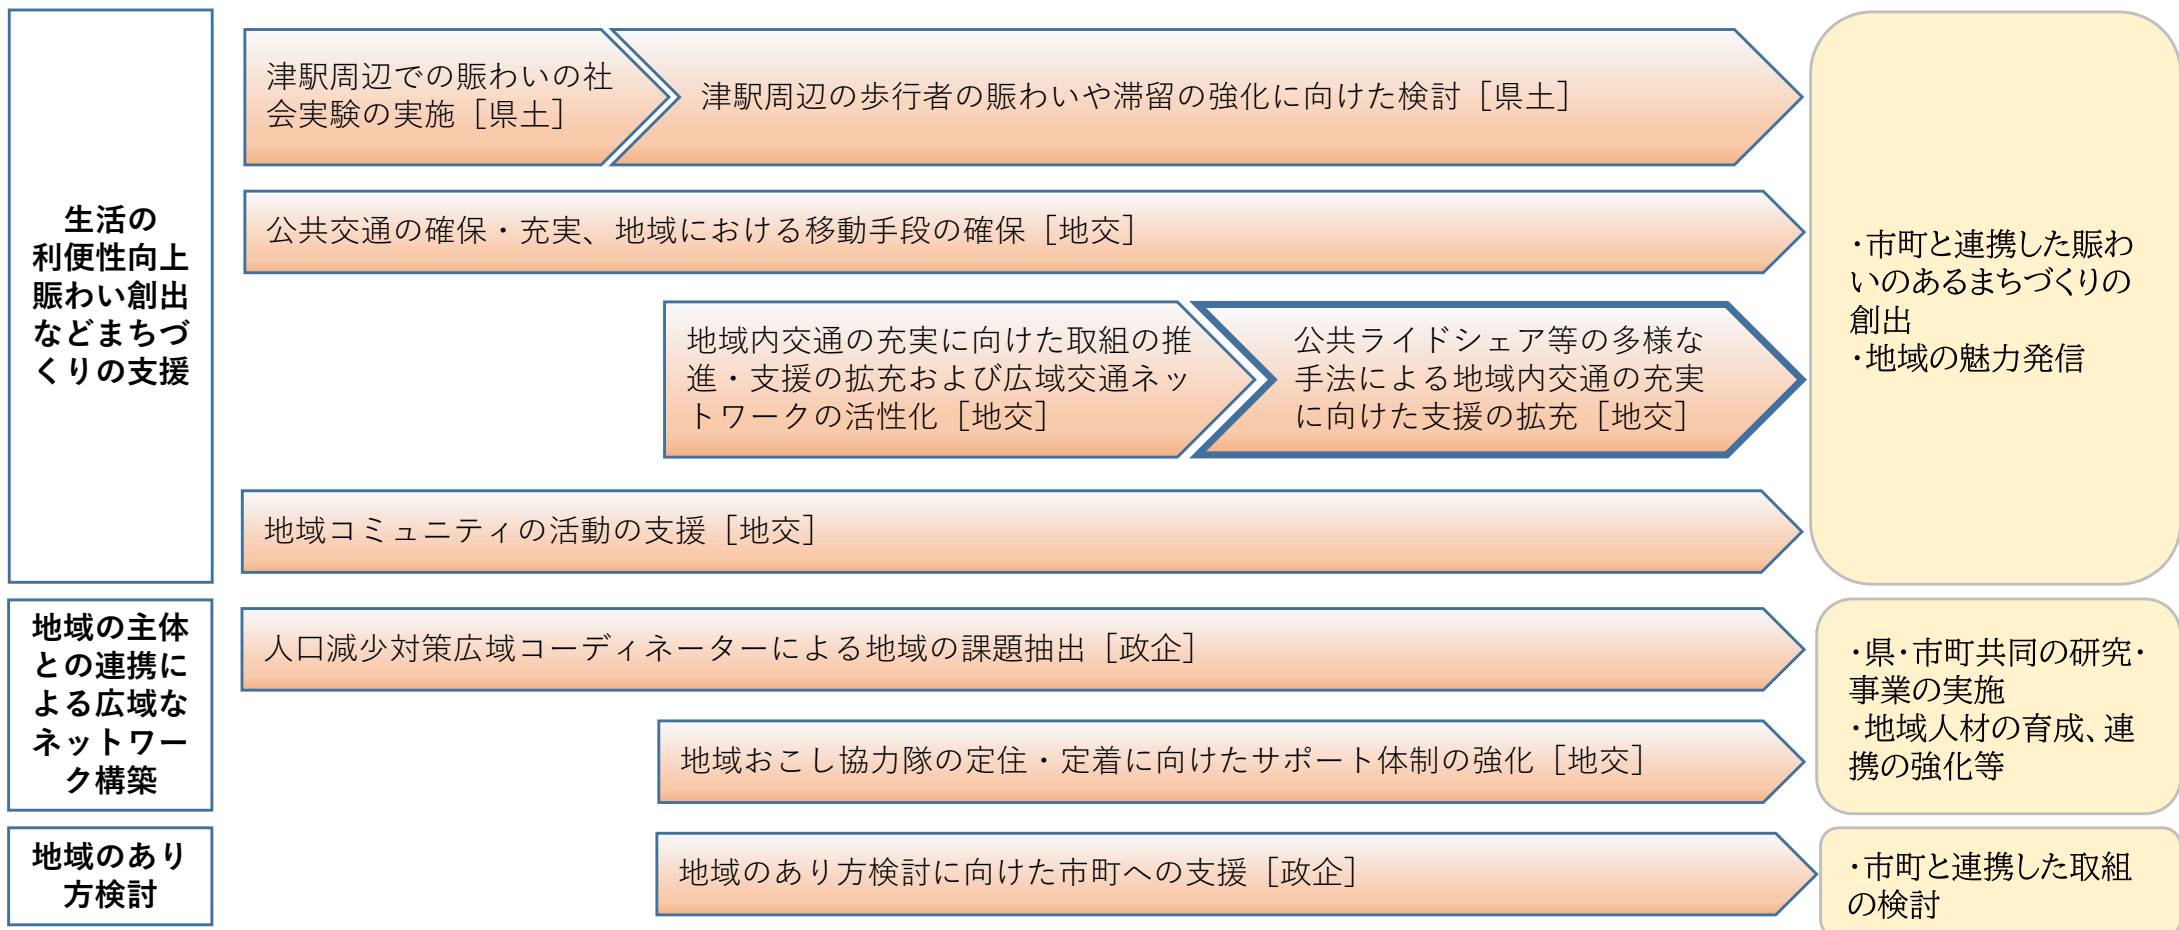 生活の
利便性向上
賑わい創出
などまちづ
くりの支援
津駅周辺での賑わいの社
会実験の実施［県土］
津駅周辺の歩行者の賑わいや滞留の強化に向けた検討［県土］
公共交通の確保・充実、地域における移動手段の確保［地交］
地域内交通の充実に向けた取組の推
進・支援の拡充および広域交通ネッ
トワークの活性化［地交］
公共ライドシェア等の多様な
手法による地域内交通の充実
に向けた支援の拡充［地交］
地域コミュニティの活動の支援［地交］
・市町と連携した賑わ
いのあるまちづくりの
創出
・地域の魅力発信
地域の主体
との連携に
よる広域な
ネットワー
ク構築
人口減少対策広域コーディネーターによる地域の課題抽出［政企］
地域おこし協力隊の定住・定着に向けたサポート体制の強化［地交］
・県・市町共同の研究・
事業の実施
・地域人材の育成、連
携の強化等
地域のあり
方検討
地域のあり方検討に向けた市町への支援［政企］
・市町と連携した取組
の検討